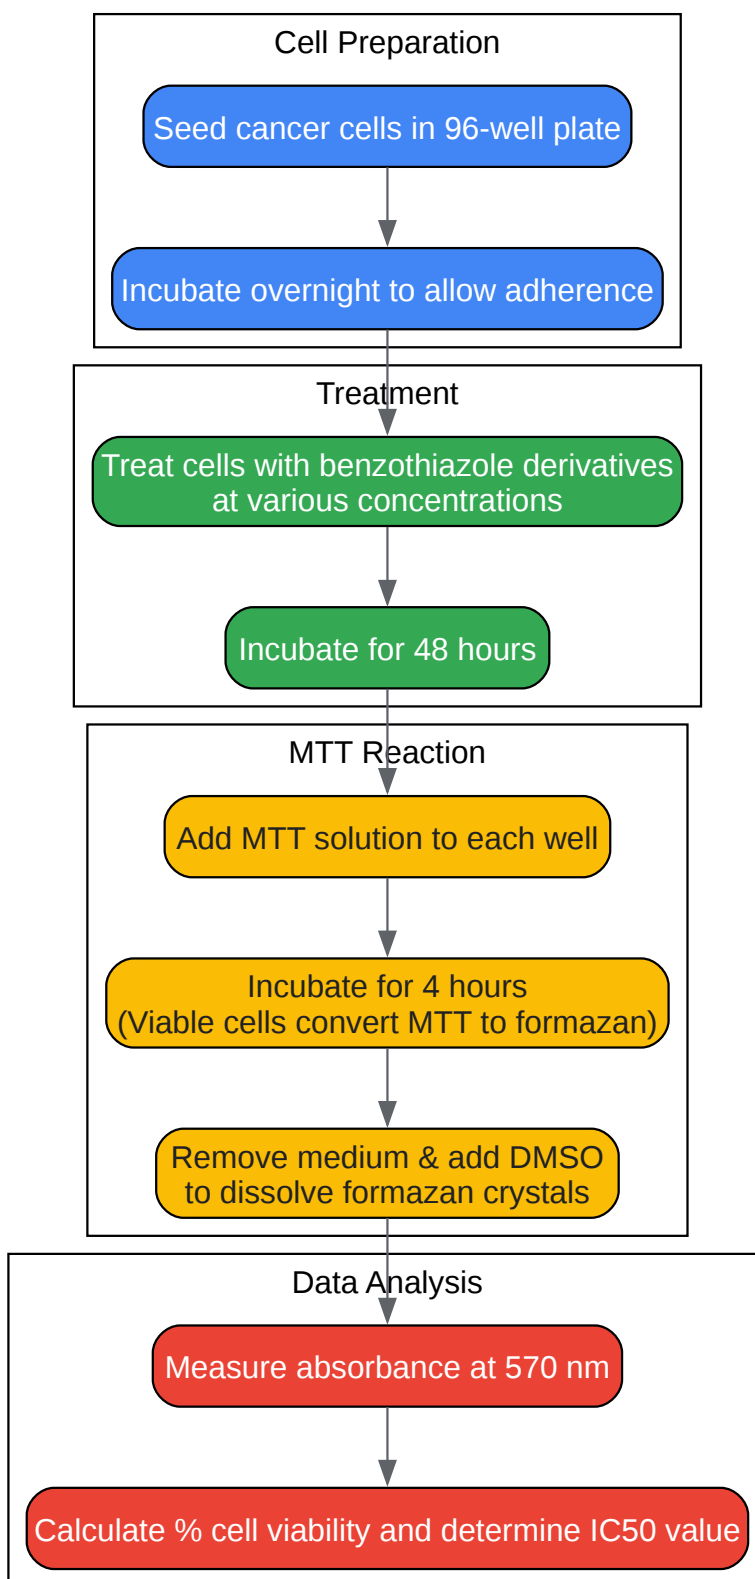 Cell Preparation
Seed cancer cells in 96-well plate
Incubate overnight to allow adherence
Treatment
Treat cells with benzothiazole derivatives
at various concentrations
Incubate for 48 hours
MTT Reaction
Add MTT solution to each well
Incubate for 4 hours
(Viable cells convert MTT to formazan)
Remove medium & add DMSO
to dissolve formazan crystals
Data Analysis
Measure absorbance at 570 nm
Calculate % cell viability and determine IC50 value